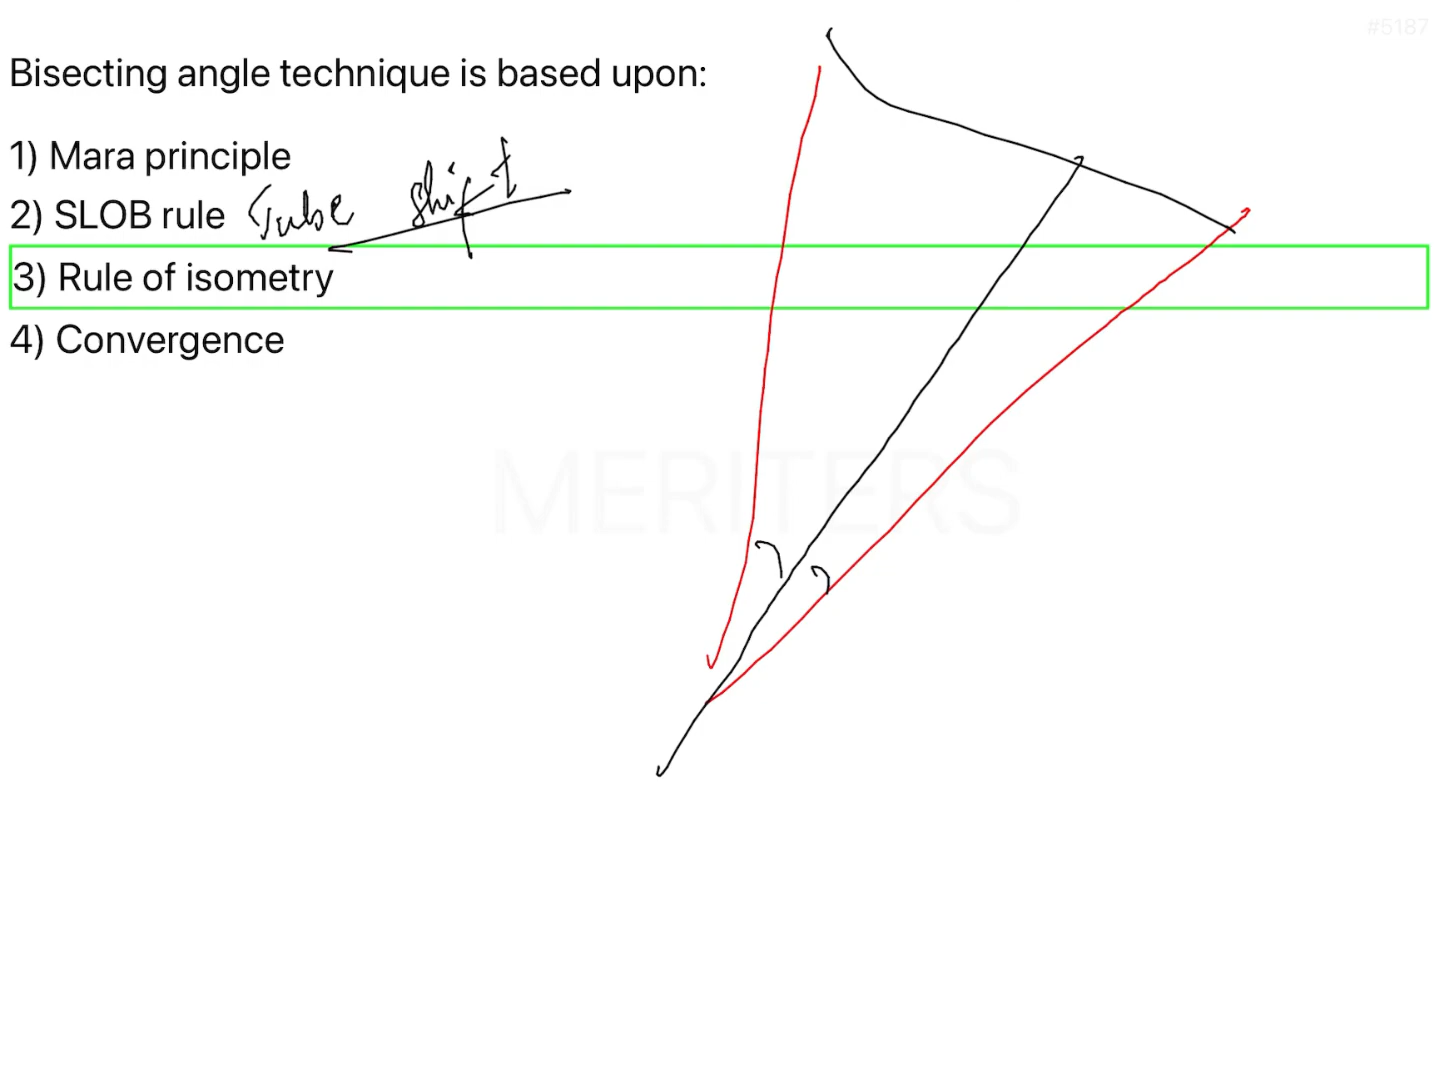 #5187
Bisecting angle technique is based upon:
1) Mara principle
2) SLOB rule (Tube shift
3) Rule of isometry
4) Convergence
MERITERS